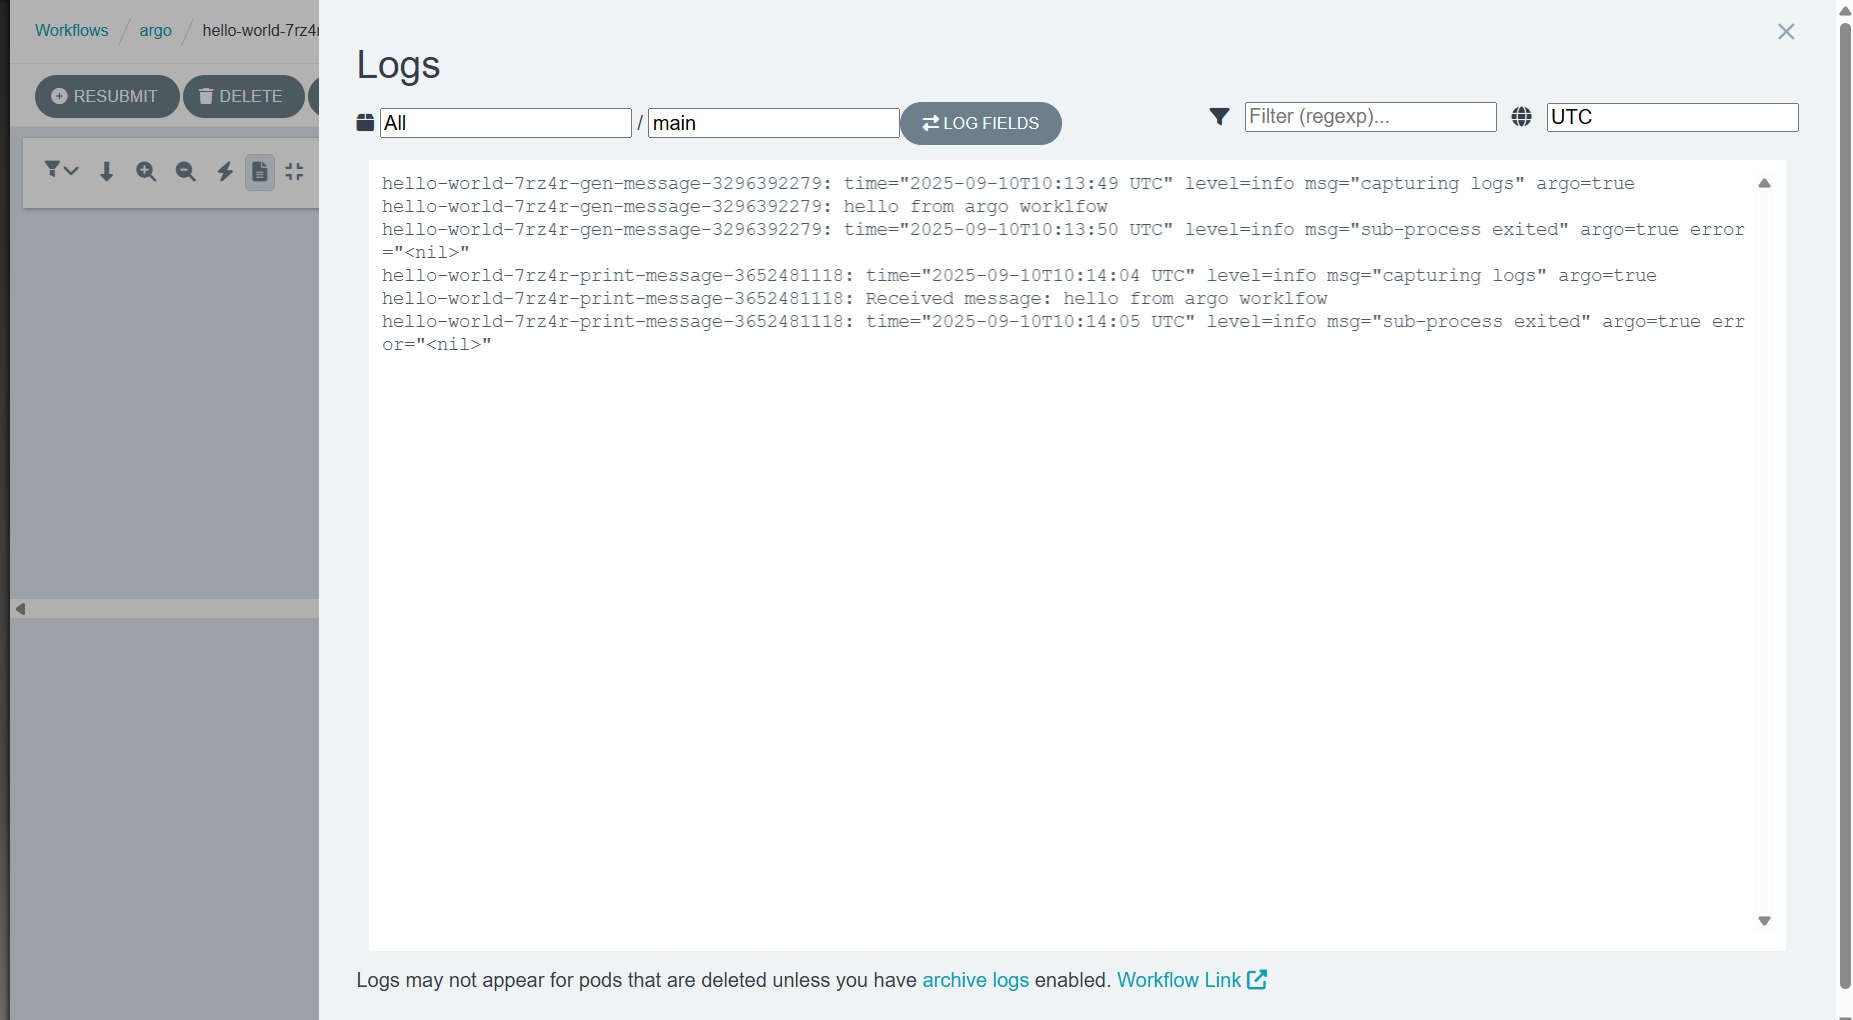 Workflows / argo / hello-world-7rz4r
RESUBMIT DELETE
Logs
All / main LOG FIELDS Filter (regexp)... UTC
hello-world-7rz4r-gen-message-3296392279: time="2025-09-10T10:13:49 UTC" level=info msg="capturing logs" argo=true
hello-world-7rz4r-gen-message-3296392279: hello from argo worklfow
hello-world-7rz4r-gen-message-3296392279: time="2025-09-10T10:13:50 UTC" level=info msg="sub-process exited" argo=true error
="<nil>"
hello-world-7rz4r-print-message-3652481118: time="2025-09-10T10:14:04 UTC" level=info msg="capturing logs" argo=true
hello-world-7rz4r-print-message-3652481118: Received message: hello from argo worklfow
hello-world-7rz4r-print-message-3652481118: time="2025-09-10T10:14:05 UTC" level=info msg="sub-process exited" argo=true err
or="<nil>"
Logs may not appear for pods that are deleted unless you have archive logs enabled. Workflow Link